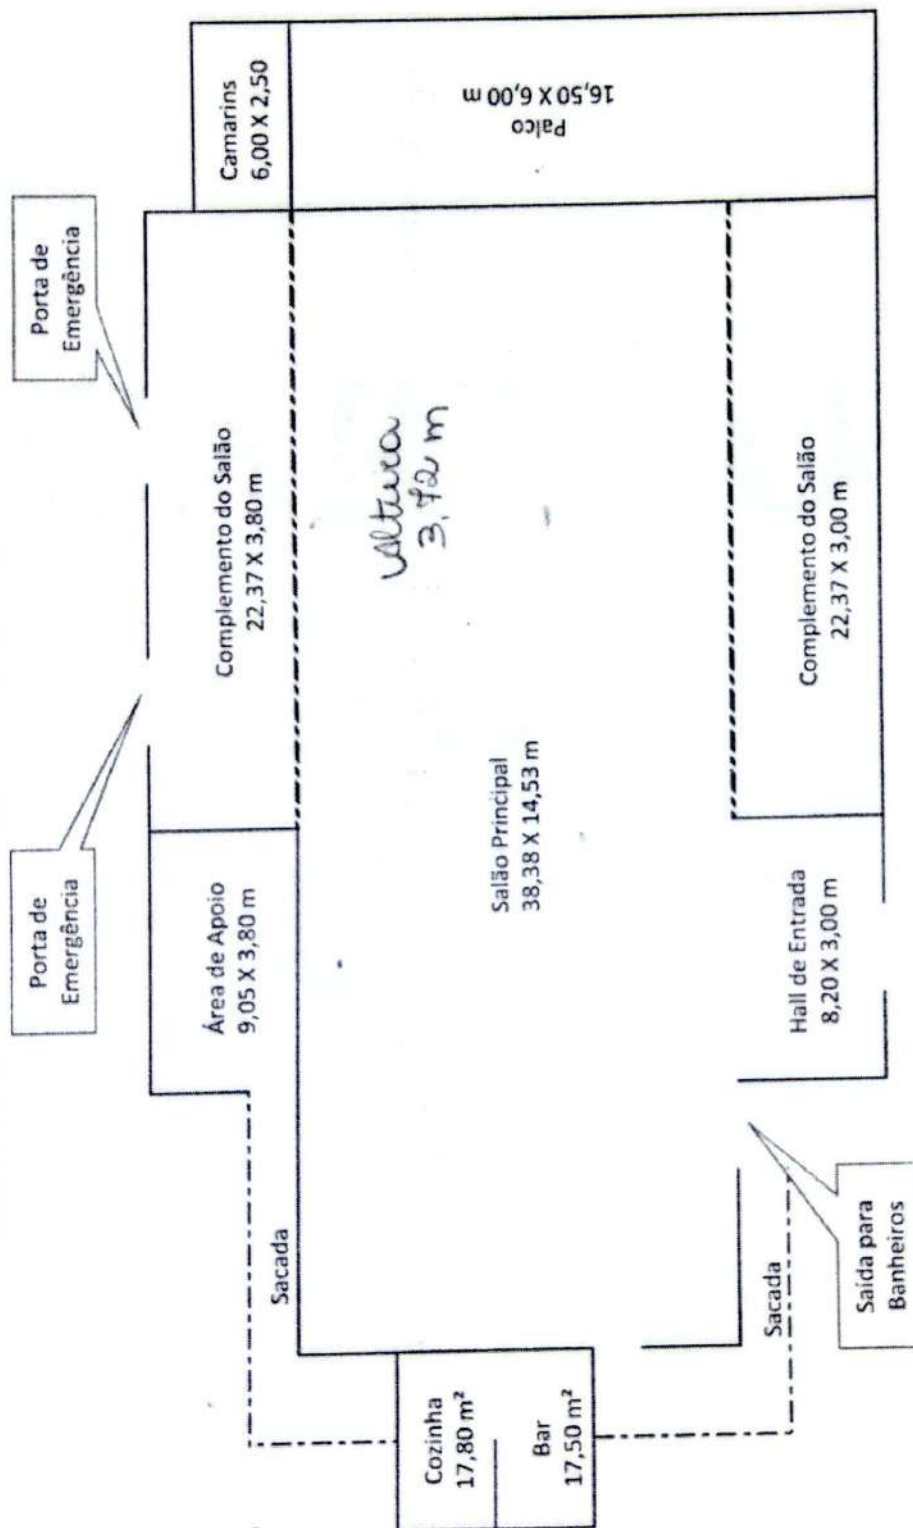 Porta de
Emergência
Porta de
Emergência
Camarins
6,00 X 2,50
Palco
16,50 X 6,00 m
Complemento do Salão
22,37 X 3,80 m
Altura
3,72 m
Área de Apoio
9,05 X 3,80 m
Salão Principal
38,38 X 14,53 m
Complemento do Salão
22,37 X 3,00 m
Hall de Entrada
8,20 X 3,00 m
Sacada
Sacada
Cozinha
17,80 m²
Bar
17,50 m²
Saída para
Banheiros